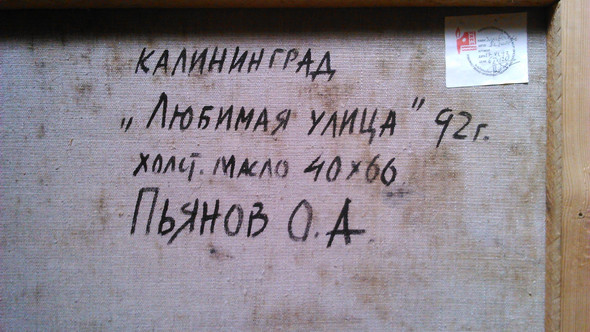 КАЛИНИНГРАД
„ЛЮБИМАЯ УЛИЦА" 92г.
холст. масло 40×66
ПЬЯНОВ О.Д.